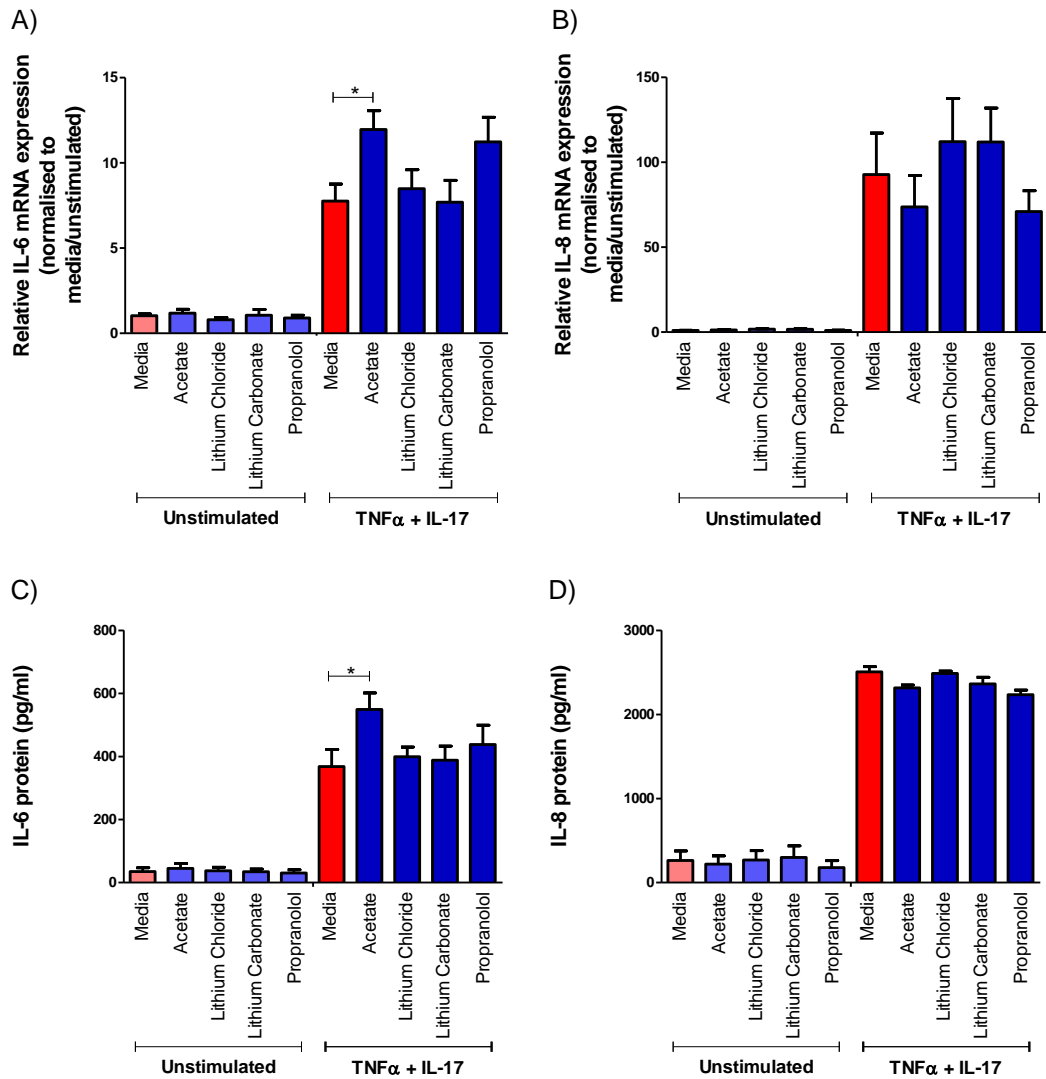 A)
Relative IL-6 mRNA expression
(normalised to
media/unstimulated)
15
10
5
0
*
Media
Acetate
Lithium Chloride
Lithium Carbonate
Propranolol
Media
Acetate
Lithium Chloride
Lithium Carbonate
Propranolol
Unstimulated
TNFα + IL-17
B)
Relative IL-8 mRNA expression
(normalised to
media/unstimulated)
150
100
50
0
Media
Acetate
Lithium Chloride
Lithium Carbonate
Propranolol
Media
Acetate
Lithium Chloride
Lithium Carbonate
Propranolol
Unstimulated
TNFα + IL-17
C)
IL-6 protein (pg/ml)
800
600
400
200
0
*
Media
Acetate
Lithium Chloride
Lithium Carbonate
Propranolol
Media
Acetate
Lithium Chloride
Lithium Carbonate
Propranolol
Unstimulated
TNFα + IL-17
D)
IL-8 protein (pg/ml)
3000
2000
1000
0
Media
Acetate
Lithium Chloride
Lithium Carbonate
Propranolol
Media
Acetate
Lithium Chloride
Lithium Carbonate
Propranolol
Unstimulated
TNFα + IL-17